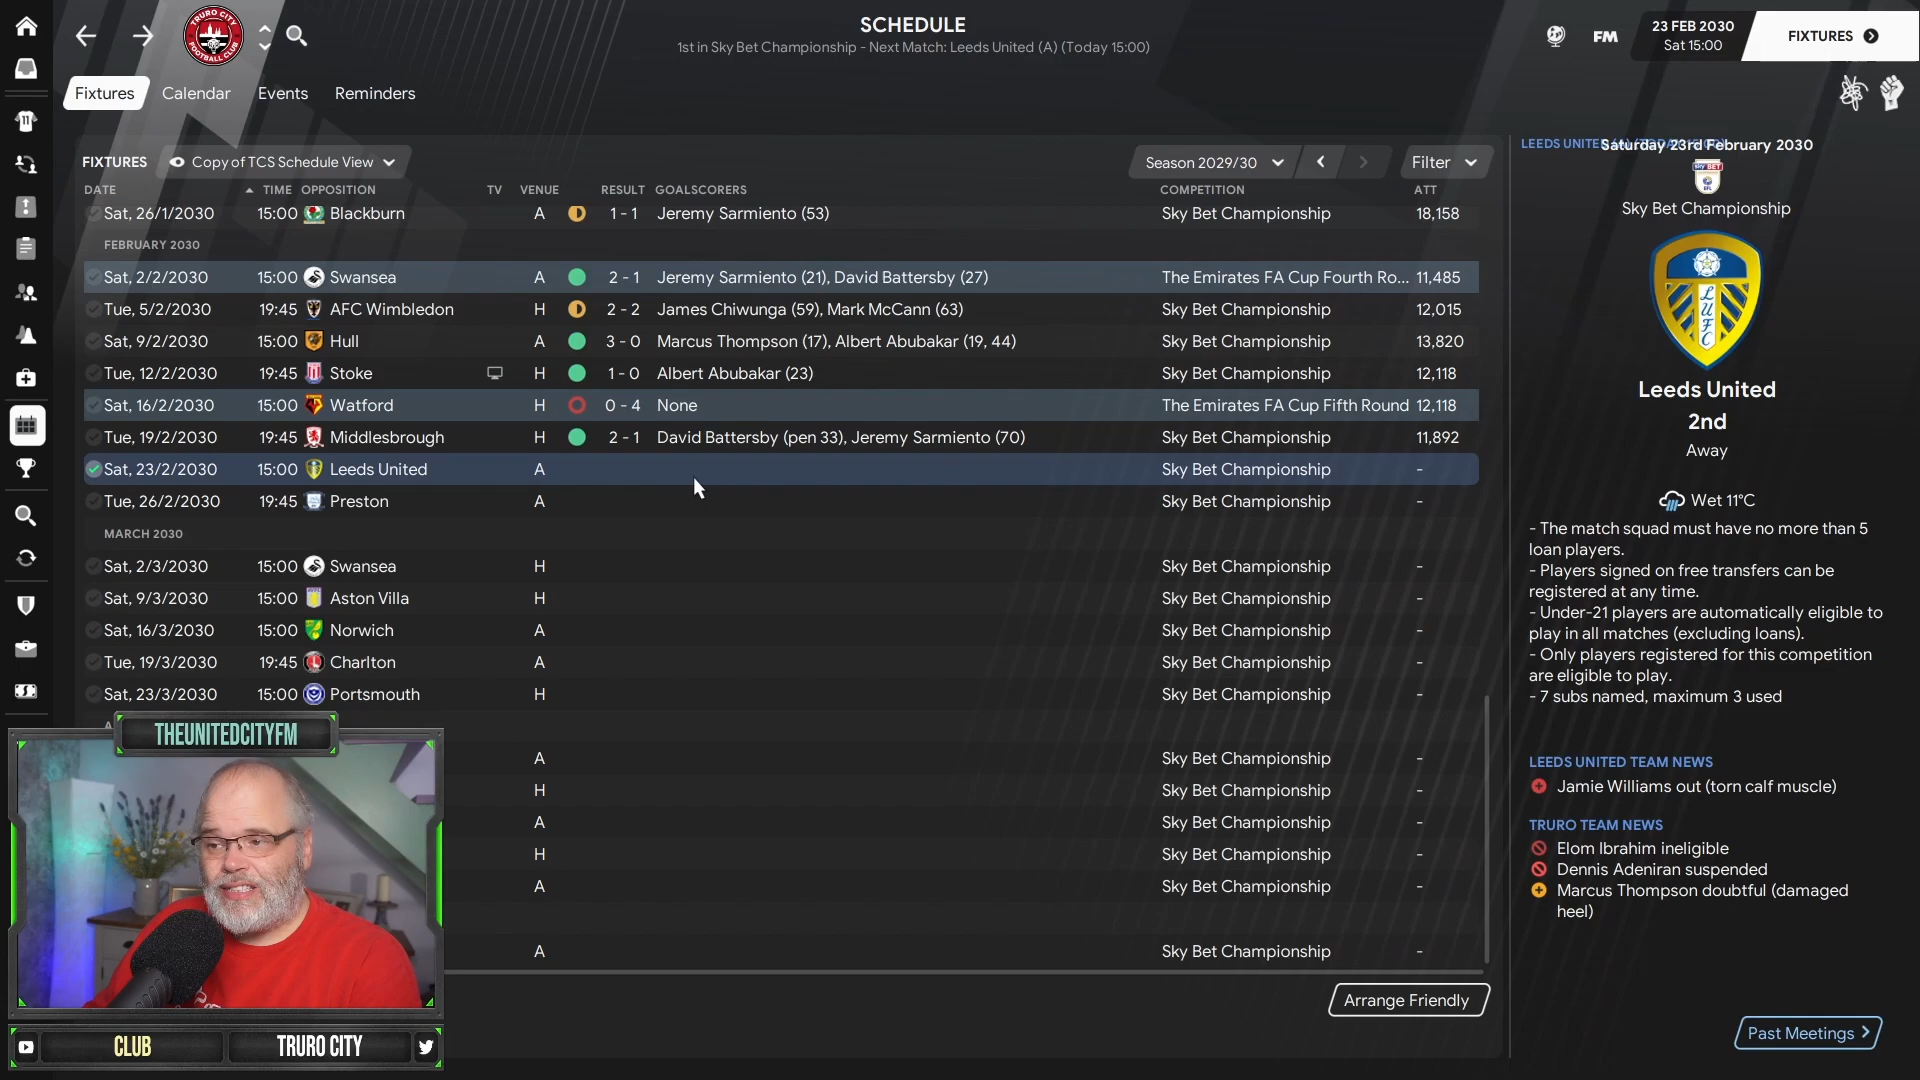 SCHEDULE
1st in Sky Bet Championship - Next Match: Leeds United (A) (Today 15:00)
FM
23 FEB 2030
Sat 15:00
FIXTURES
TRURO CITY
FOOTBALL CLUB
Fixtures Calendar Events Reminders
FIXTURES Copy of TCS Schedule View
Season 2029/30
Filter
DATE TIME OPPOSITION TV VENUE RESULT GOALSCORERS COMPETITION ATT
Sat, 26/1/2030 15:00 Blackburn A 1 - 1 Jeremy Sarmiento (53) Sky Bet Championship 18,158
FEBRUARY 2030
Sat, 2/2/2030 15:00 Swansea A 2 - 1 Jeremy Sarmiento (21), David Battersby (27) The Emirates FA Cup Fourth Ro... 11,485
Tue, 5/2/2030 19:45 AFC Wimbledon H 2 - 2 James Chiwunga (59), Mark McCann (63) Sky Bet Championship 12,015
Sat, 9/2/2030 15:00 Hull A 3 - 0 Marcus Thompson (17), Albert Abubakar (19, 44) Sky Bet Championship 13,820
Tue, 12/2/2030 19:45 Stoke H 1 - 0 Albert Abubakar (23) Sky Bet Championship 12,118
Sat, 16/2/2030 15:00 Watford H 0 - 4 None The Emirates FA Cup Fifth Round 12,118
Tue, 19/2/2030 19:45 Middlesbrough H 2 - 1 David Battersby (pen 33), Jeremy Sarmiento (70) Sky Bet Championship 11,892
Sat, 23/2/2030 15:00 Leeds United A Sky Bet Championship -
Tue, 26/2/2030 19:45 Preston A Sky Bet Championship -
MARCH 2030
Sat, 2/3/2030 15:00 Swansea H Sky Bet Championship -
Sat, 9/3/2030 15:00 Aston Villa H Sky Bet Championship -
Sat, 16/3/2030 15:00 Norwich A Sky Bet Championship -
Tue, 19/3/2030 19:45 Charlton A Sky Bet Championship -
Sat, 23/3/2030 15:00 Portsmouth H Sky Bet Championship -
A Sky Bet Championship -
H Sky Bet Championship -
A Sky Bet Championship -
H Sky Bet Championship -
A Sky Bet Championship -
A Sky Bet Championship -
Arrange Friendly
LEEDS UNITED
Saturday 23rd February 2030
sky BET
EFL
Sky Bet Championship
LUFC
Leeds United
2nd
Away
Wet 11°C
- The match squad must have no more than 5
loan players.
- Players signed on free transfers can be
registered at any time.
- Under-21 players are automatically eligible to
play in all matches (excluding loans).
- Only players registered for this competition
are eligible to play.
- 7 subs named, maximum 3 used
LEEDS UNITED TEAM NEWS
Jamie Williams out (torn calf muscle)
TRURO TEAM NEWS
Elom Ibrahim ineligible
Dennis Adeniran suspended
Marcus Thompson doubtful (damaged
heel)
Past Meetings
THEUNITEDCITYFM
CLUB TRURO CITY